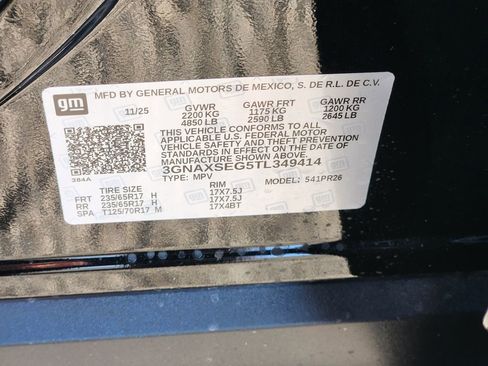 gm
MFD BY GENERAL MOTORS DE MEXICO, S. DE R.L. DE C.V.
11/25 GVWR GAWR FRT GAWR RR
2200 KG 1175 KG 1200 KG
4850 LB 2590 LB 2645 LB
THIS VEHICLE CONFORMS TO ALL
APPLICABLE U.S. FEDERAL MOTOR
VEHICLE SAFETY AND THEFT PREVENTION
STANDARDS IN EFFECT ON THE DATE OF
MANUFACTURE SHOWN ABOVE.
3GNAXSEG5TL349414
TYPE: MPV MODEL: 541PR26
TIRE SIZE RIM
FRT 235/65R17 H 17X7.5J
RR 235/65R17 H 17X7.5J
SPA T125/70R17 M 17X4BT